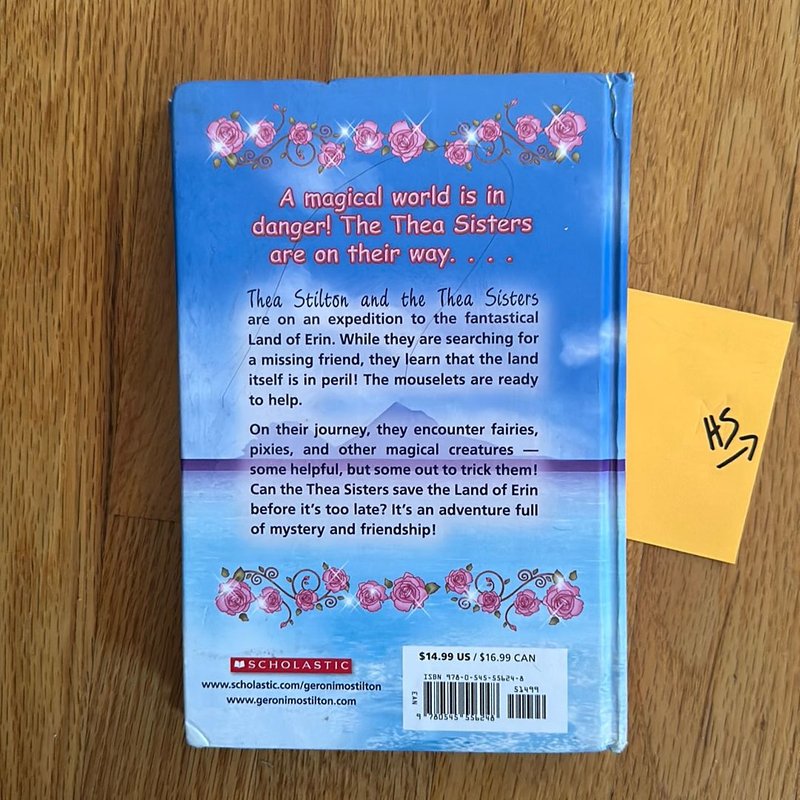 A magical world is in
danger! The Thea Sisters
are on their way. . . .
Thea Stilton and the Thea Sisters
are on an expedition to the fantastical
Land of Erin. While they are searching for
a missing friend, they learn that the land
itself is in peril! The mouselets are ready
to help.
On their journey, they encounter fairies,
pixies, and other magical creatures —
some helpful, but some out to trick them!
Can the Thea Sisters save the Land of Erin
before it’s too late? It’s an adventure full
of mystery and friendship!
SCHOLASTIC
www.scholastic.com/geronimostilton
www.geronimostilton.com
$14.99 US / $16.99 CAN
ISBN 978-0-545-55624-8
51499
EAN
9 780545 556248
HS